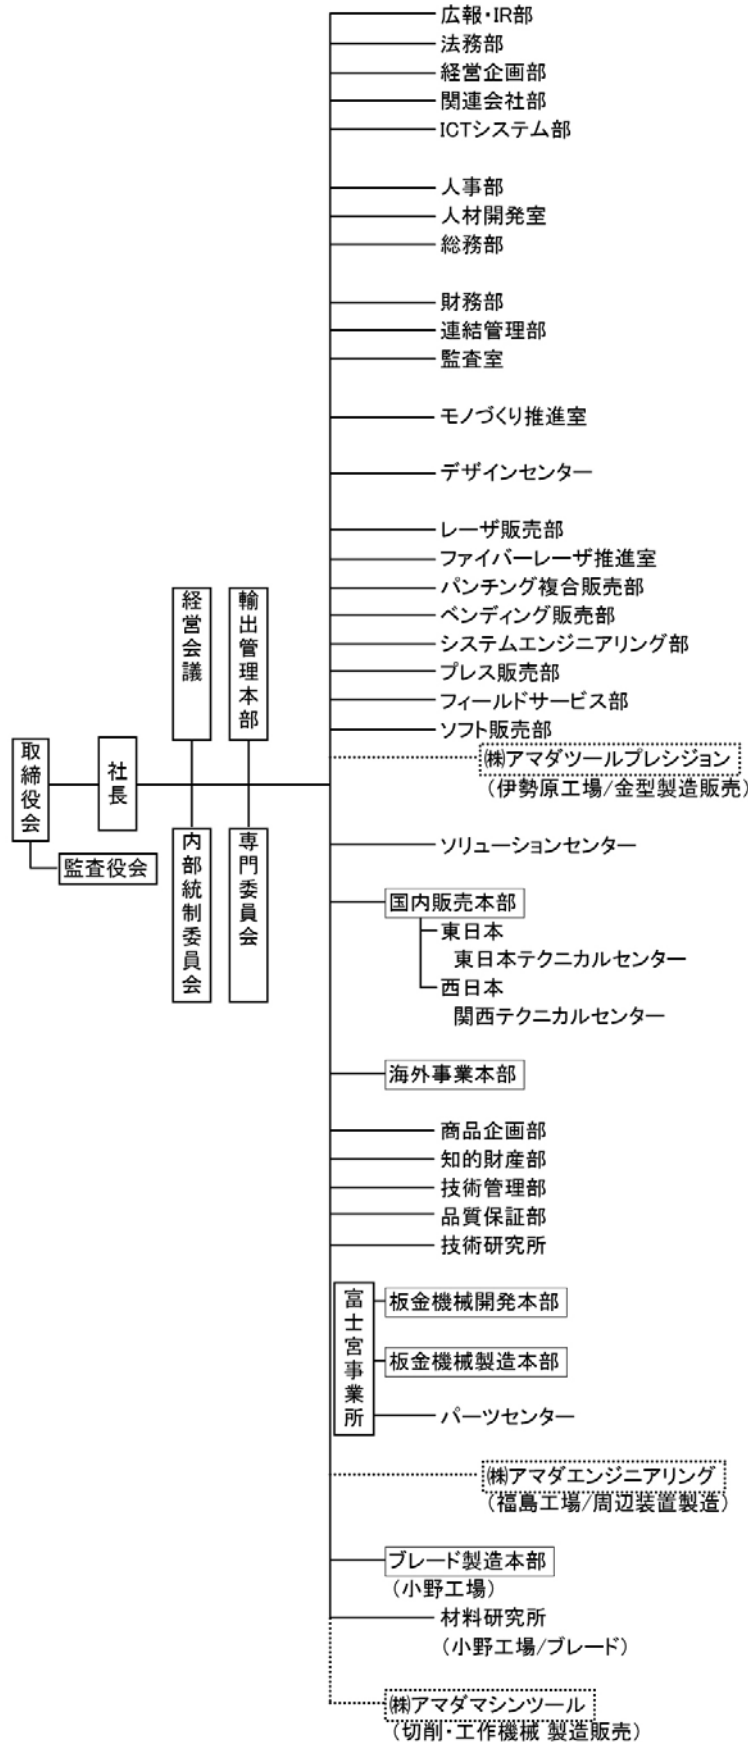 広報・IR部
法務部
経営企画部
関連会社部
ICTシステム部
人事部
人材開発室
総務部
財務部
連結管理部
監査室
モノづくり推進室
デザインセンター
レーザ販売部
ファイバーレーザ推進室
パンチング複合販売部
ベンディング販売部
システムエンジニアリング部
プレス販売部
フィールドサービス部
ソフト販売部
経営会議
輸出管理本部
取締役会
社長
監査役会
内部統制委員会
専門委員会
㈱アマダツールプレシジョン
（伊勢原工場/金型製造販売）
ソリューションセンター
国内販売本部
東日本
東日本テクニカルセンター
西日本
関西テクニカルセンター
海外事業本部
商品企画部
知的財産部
技術管理部
品質保証部
技術研究所
富士宮事業所
板金機械開発本部
板金機械製造本部
パーツセンター
㈱アマダエンジニアリング
（福島工場/周辺装置製造）
ブレード製造本部
（小野工場）
材料研究所
（小野工場/ブレード）
㈱アマダマシンツール
（切削・工作機械 製造販売）